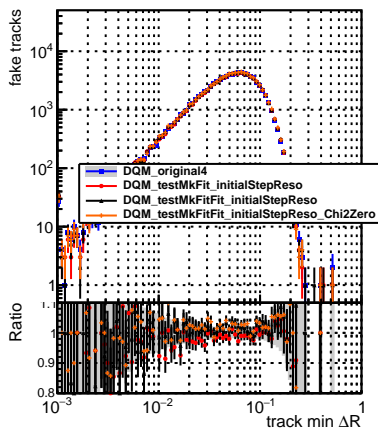 fake tracks
10⁴
10³
10²
DQM_original4
DQM_testMkFit_initialStepReso
DQM_testMkFitFit_initialStepReso
DQM_testMkFitFit_initialStepReso_Chi2Zero
10
1
Ratio
1.1
1
0.9
0.8
10⁻³ 10⁻² 10⁻¹ 1
track min ΔR